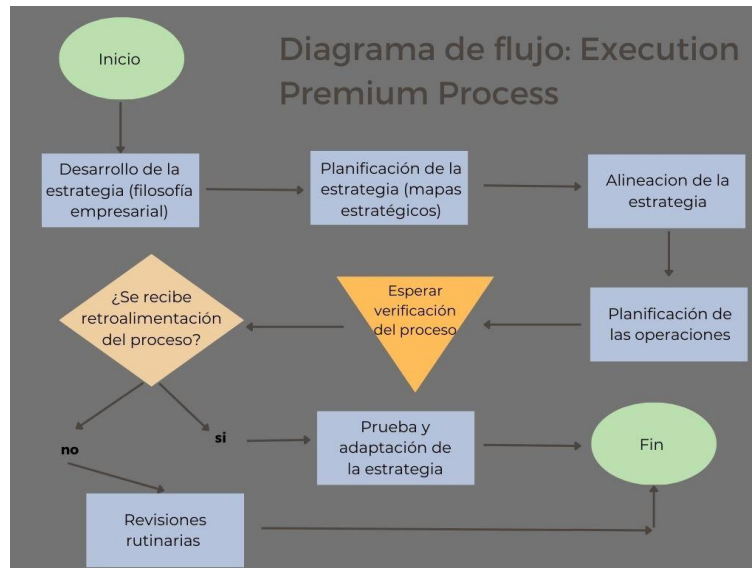 Inicio
Diagrama de flujo: Execution
Premium Process
Desarrollo de la
estrategia (filosofía
empresarial)
Planificación de la
estrategia (mapas
estratégicos)
Alineacion de la
estrategia
¿Se recibe
retroalimentación
del proceso?
Esperar
verificación
del proceso
Planificación de
las operaciones
no
si
Prueba y
adaptación de
la estrategia
Fin
Revisiones
rutinarias